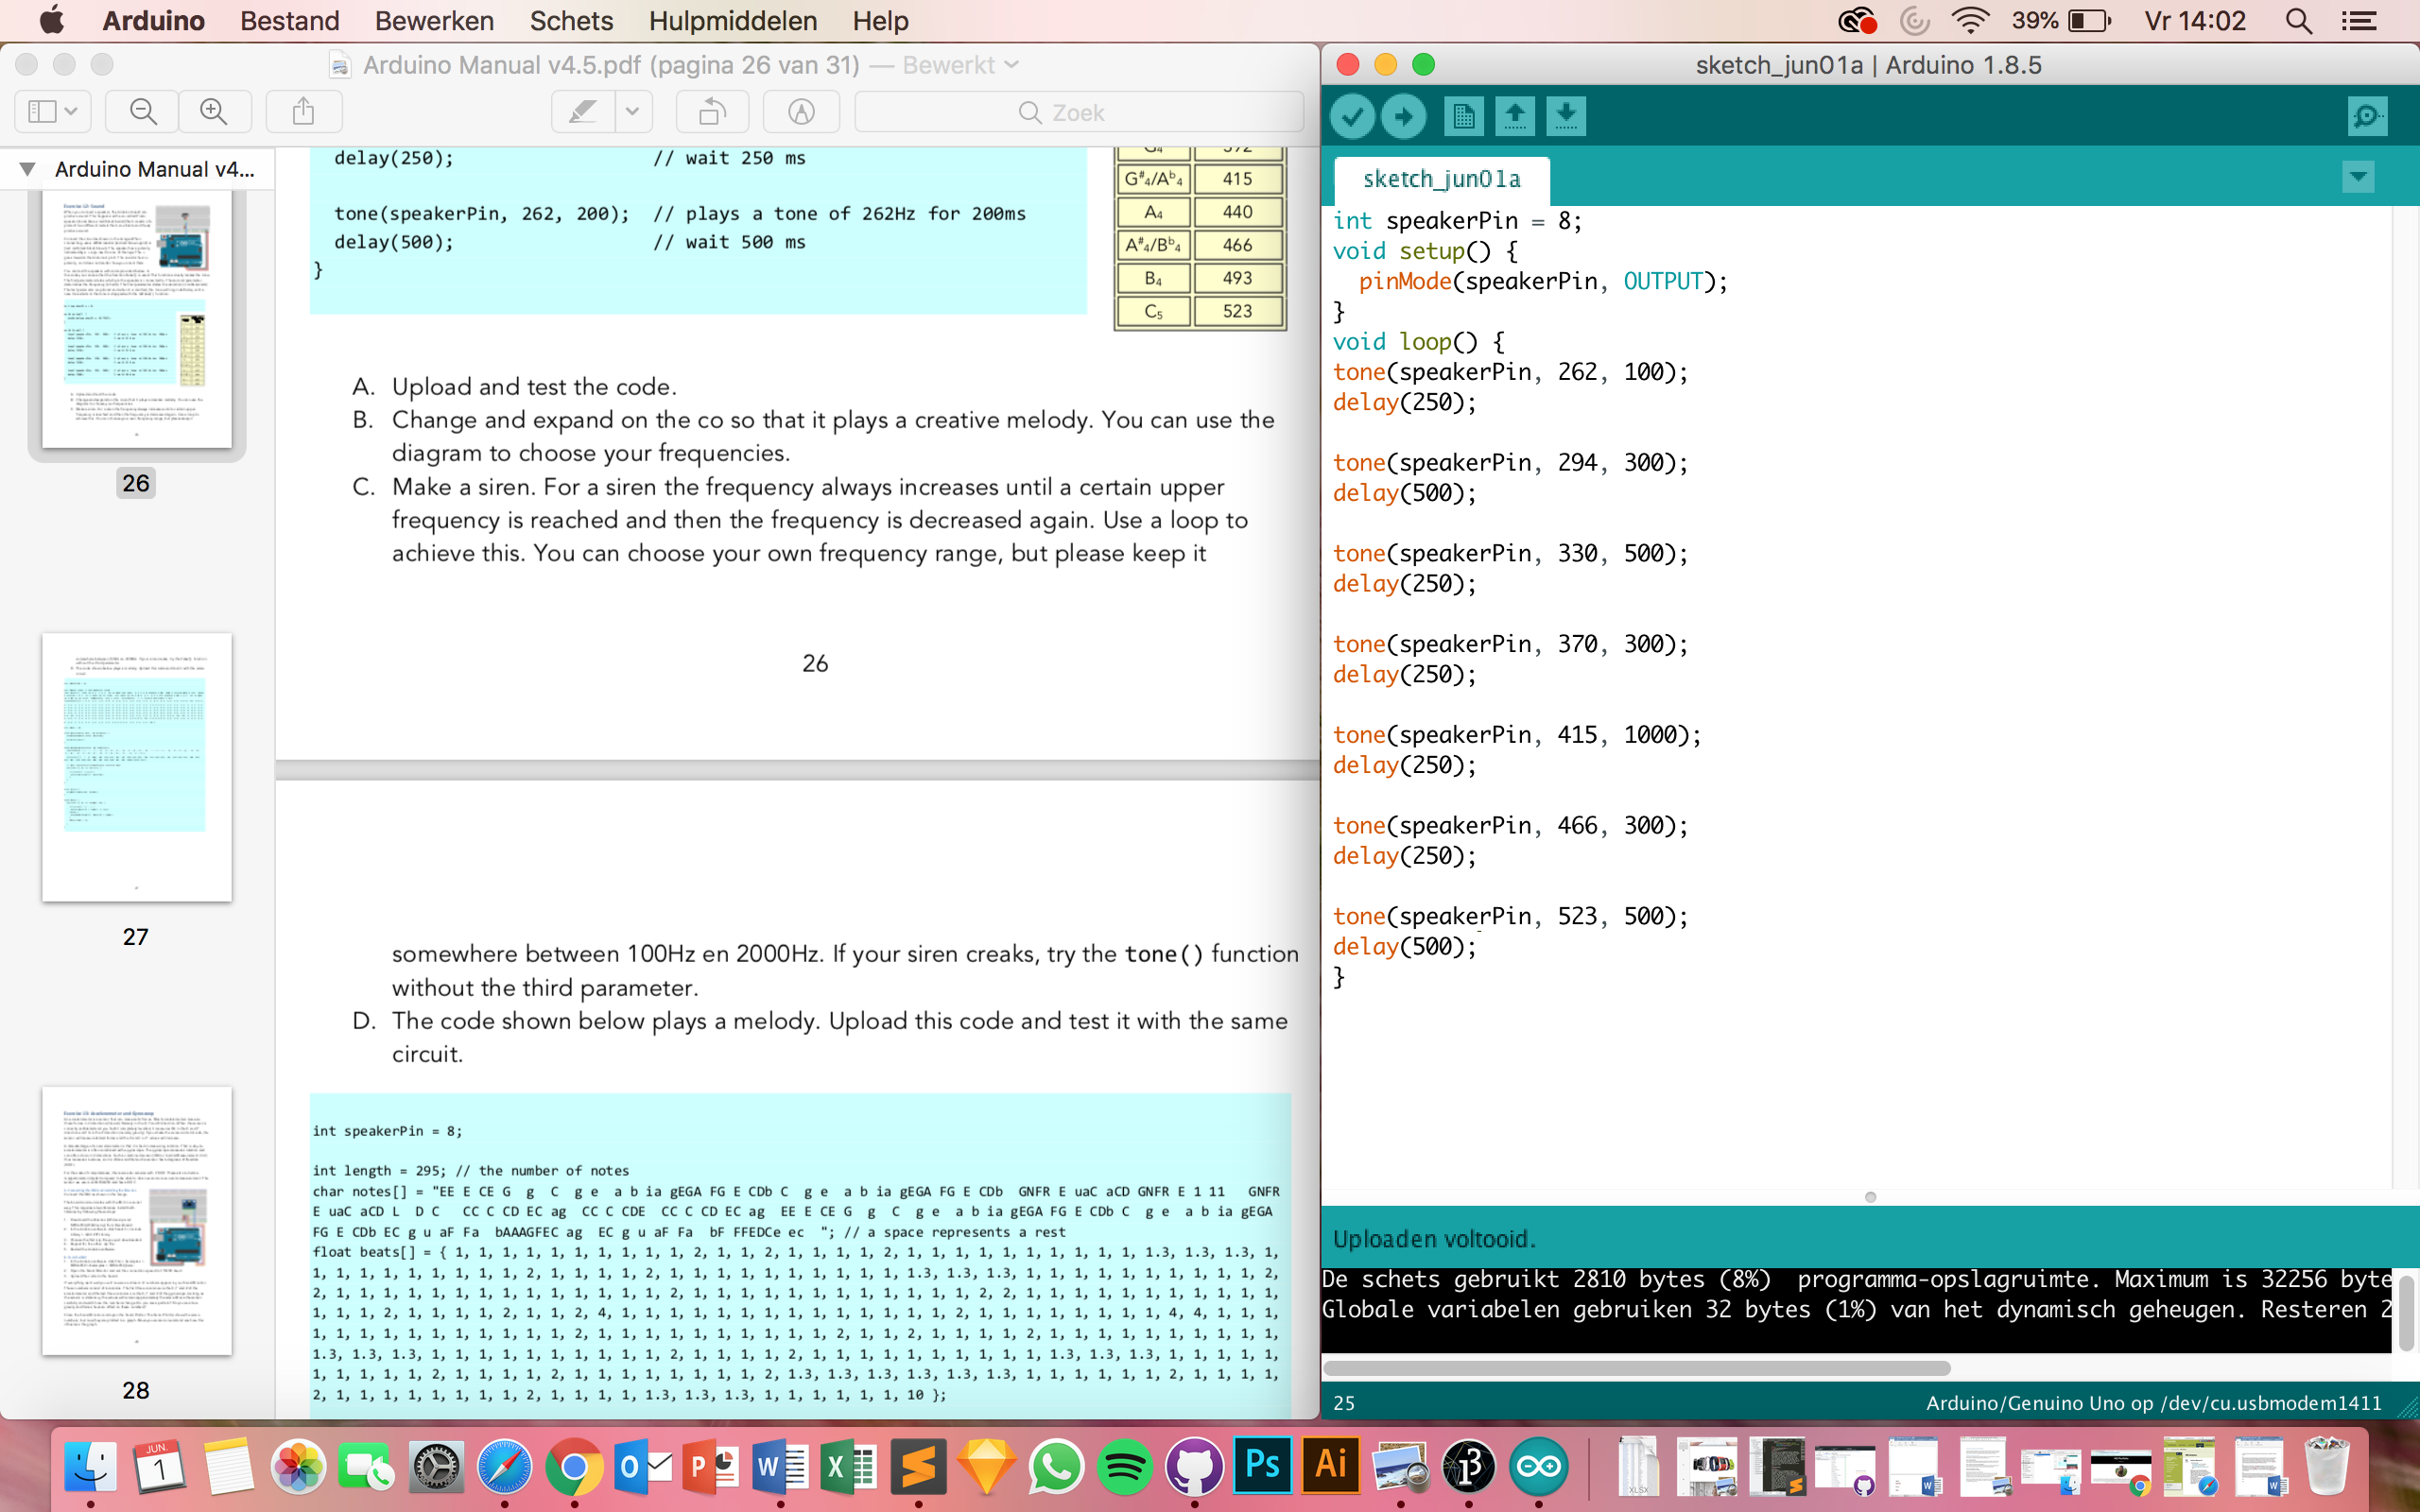 Arduino Bestand Bewerken Schets Hulpmiddelen Help 39% Vr 14:02
Arduino Manual v4.5.pdf (pagina 26 van 31) — Bewerkt
Zoek
Arduino Manual v4...
26
27
28
delay(250); // wait 250 ms
tone(speakerPin, 262, 200); // plays a tone of 262Hz for 200ms
delay(500); // wait 500 ms
}
G#4/Ab4 415
A4 440
A#4/Bb4 466
B4 493
C5 523
A. Upload and test the code.
B. Change and expand on the co so that it plays a creative melody. You can use the
diagram to choose your frequencies.
C. Make a siren. For a siren the frequency always increases until a certain upper
frequency is reached and then the frequency is decreased again. Use a loop to
achieve this. You can choose your own frequency range, but please keep it
26
somewhere between 100Hz en 2000Hz. If your siren creaks, try the tone() function
without the third parameter.
D. The code shown below plays a melody. Upload this code and test it with the same
circuit.
int speakerPin = 8;
int length = 295; // the number of notes
char notes[] = "EE E CE G g C g e a b ia gEGA FG E CDb C g e a b ia gEGA FG E CDb GNFR E uaC aCD GNFR E 1 11 GNFR
E uaC aCD L D C CC C CD EC ag CC C CDE CC C CD EC ag EE E CE G g C g e a b ia gEGA FG E CDb C g e a b ia gEGA
FG E CDb EC g u aF Fa bAAAGFEC ag EC g u aF Fa bF FFEDCe ec "; // a space represents a rest
float beats[] = { 1, 1, 1, 1, 1, 1, 1, 1, 1, 1, 2, 1, 1, 2, 1, 1, 1, 1, 2, 1, 1, 1, 1, 1, 1, 1, 1, 1, 1, 1.3, 1.3, 1.3, 1,
1, 1, 1, 1, 1, 1, 1, 1, 1, 2, 1, 1, 1, 1, 2, 1, 1, 1, 1, 1, 1, 1, 1, 1, 1, 1.3, 1.3, 1.3, 1, 1, 1, 1, 1, 1, 1, 1, 1, 1, 2,
2, 1, 1, 1, 1, 1, 1, 1, 1, 1, 1, 1, 1, 1, 1, 2, 1, 1, 1, 1, 1, 1, 1, 1, 1, 1, 1, 1, 2, 2, 1, 1, 1, 1, 1, 1, 1, 1, 1, 1, 1,
1, 1, 1, 2, 1, 1, 1, 1, 2, 1, 1, 2, 4, 1, 1, 1, 1, 1, 1, 1, 1, 1, 1, 1, 1, 1, 1, 2, 1, 1, 1, 1, 1, 1, 1, 1, 4, 4, 1, 1, 1,
1, 1, 1, 1, 1, 1, 1, 1, 1, 1, 1, 2, 1, 1, 1, 1, 1, 1, 1, 1, 1, 1, 2, 1, 1, 2, 1, 1, 1, 1, 2, 1, 1, 1, 1, 1, 1, 1, 1, 1, 1,
1.3, 1.3, 1.3, 1, 1, 1, 1, 1, 1, 1, 1, 1, 1, 2, 1, 1, 1, 1, 2, 1, 1, 1, 1, 1, 1, 1, 1, 1, 1, 1.3, 1.3, 1.3, 1, 1, 1, 1, 1,
1, 1, 1, 1, 1, 2, 1, 1, 1, 1, 2, 1, 1, 1, 1, 1, 1, 1, 1, 2, 1.3, 1.3, 1.3, 1.3, 1.3, 1.3, 1, 1, 1, 1, 1, 1, 2, 1, 1, 1, 1,
2, 1, 1, 1, 1, 1, 1, 1, 1, 2, 1, 1, 1, 1, 1.3, 1.3, 1.3, 1, 1, 1, 1, 1, 1, 10 };
sketch_jun01a | Arduino 1.8.5
sketch_jun01a
int speakerPin = 8;
void setup() {
pinMode(speakerPin, OUTPUT);
}
void loop() {
tone(speakerPin, 262, 100);
delay(250);
tone(speakerPin, 294, 300);
delay(500);
tone(speakerPin, 330, 500);
delay(250);
tone(speakerPin, 370, 300);
delay(250);
tone(speakerPin, 415, 1000);
delay(250);
tone(speakerPin, 466, 300);
delay(250);
tone(speakerPin, 523, 500);
delay(500);
}
Uploaden voltooid.
De schets gebruikt 2810 bytes (8%) programma-opslagruimte. Maximum is 32256 byte
Globale variabelen gebruiken 32 bytes (1%) van het dynamisch geheugen. Resteren 2
25 Arduino/Genuino Uno op /dev/cu.usbmodem1411
JUN.
1
Ps
Ai
XLSX